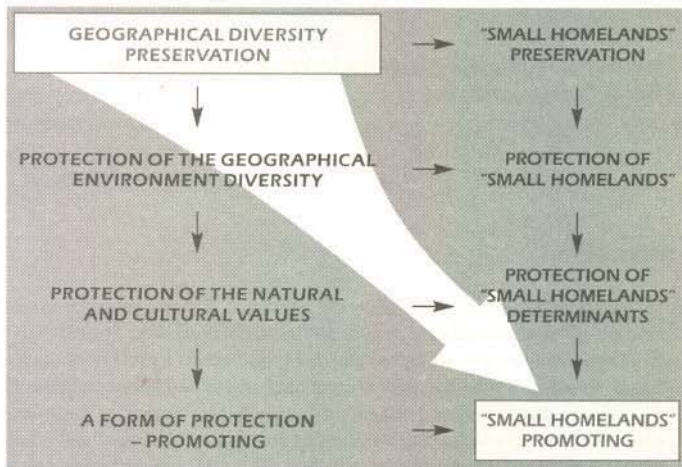 GEOGRAPHICAL DIVERSITY
PRESERVATION
"SMALL HOMELANDS"
PRESERVATION
PROTECTION OF THE GEOGRAPHICAL
ENVIRONMENT DIVERSITY
PROTECTION OF
"SMALL HOMELANDS"
PROTECTION OF THE NATURAL
AND CULTURAL VALUES
PROTECTION OF
"SMALL HOMELANDS"
DETERMINANTS
A FORM OF PROTECTION
– PROMOTING
"SMALL HOMELANDS"
PROMOTING